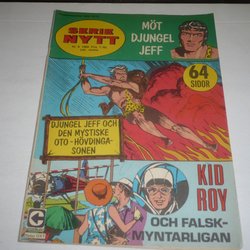 SERIE
NYTT
MÖT
DJUNGEL
JEFF
64
SIDOR
DJUNGEL JEFF OCH
DEN MYSTISKE
OTO-HÖVDINGA-
SONEN
KID
ROY
OCH FALSK-
MYNTARLIGAN